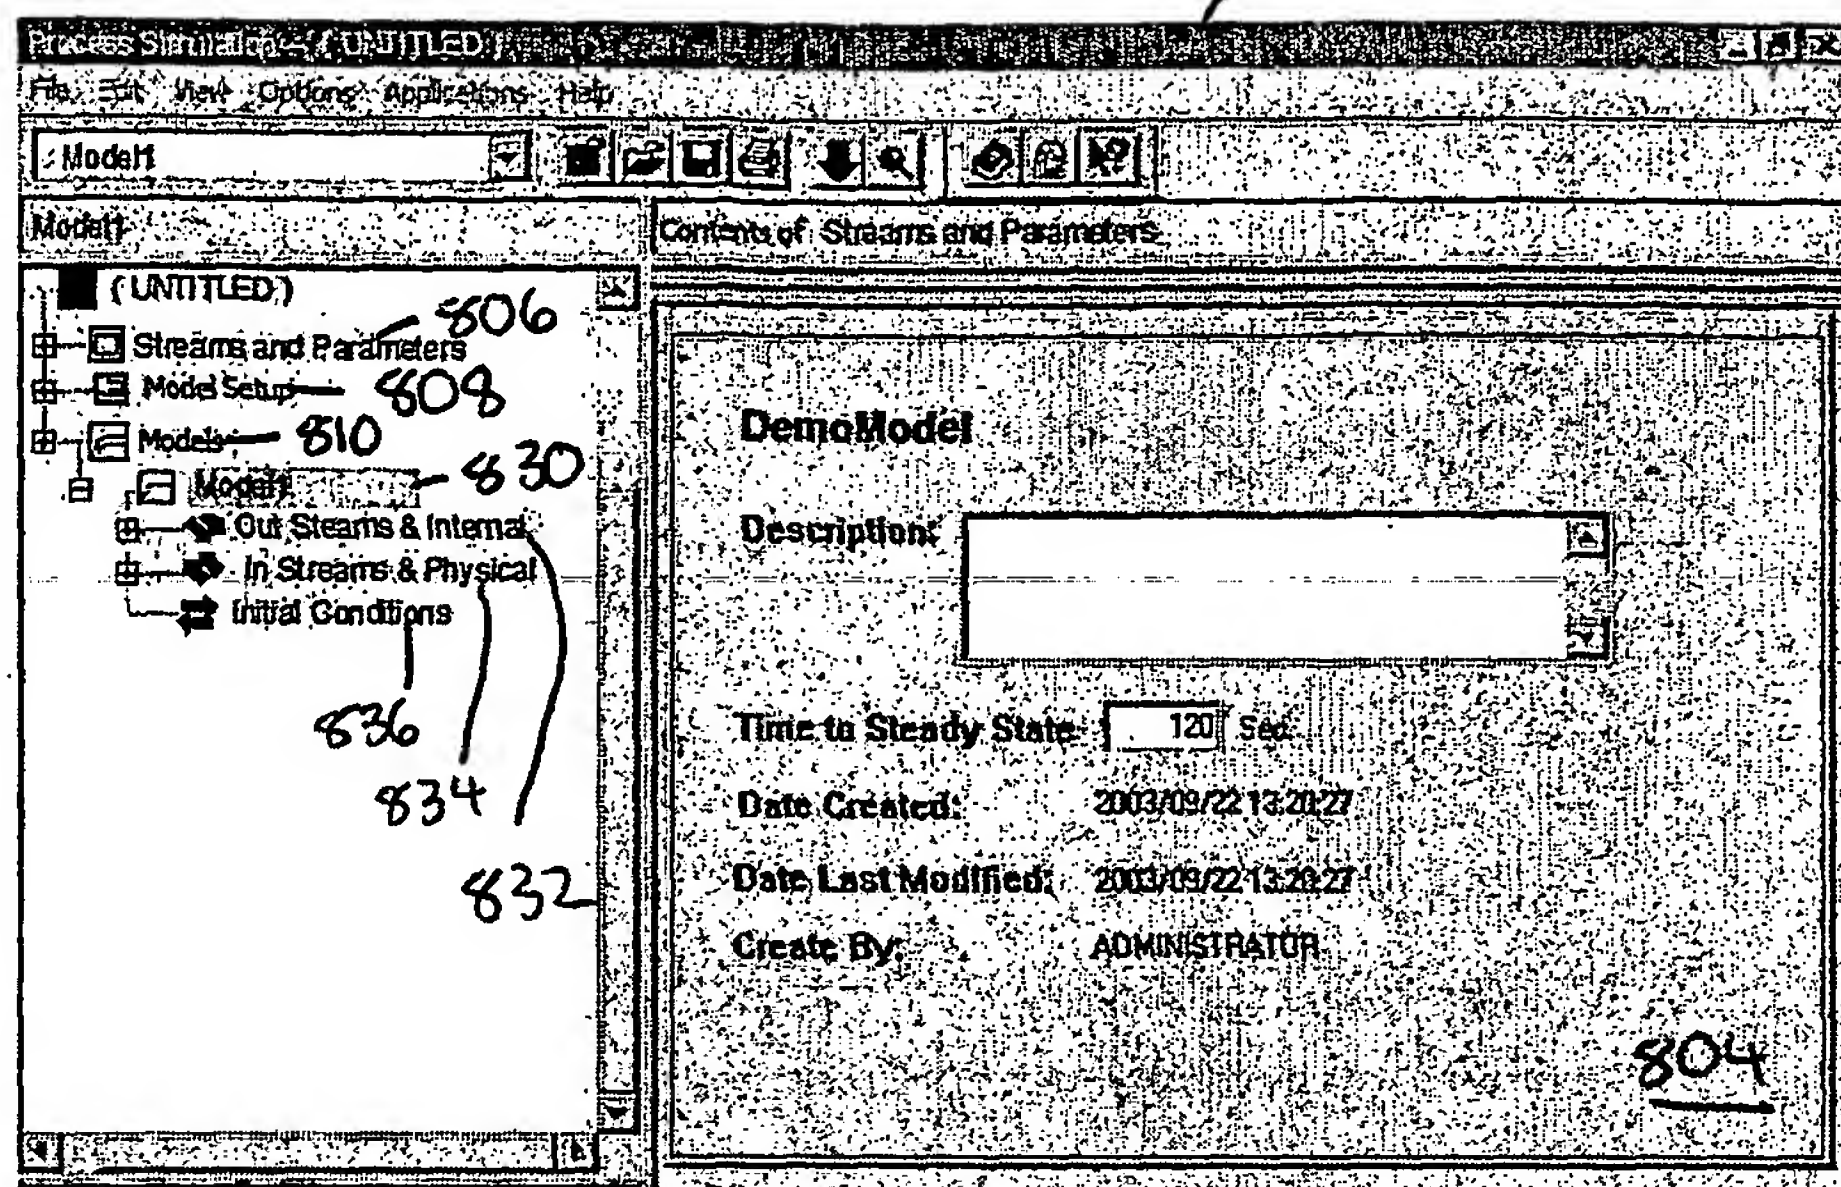 Process Simulation - (UNTITLED)
File Edit View Options Applications Help
Model1
Model1
Contents of Streams and Parameters
(UNTITLED)
Streams and Parameters 806
Model Setup 808
Models 810
Model1 830
Out Steams & Internal
In Streams & Physical
Initial Conditions
836
834
832
DemoModel
Description:
Time to Steady State: 120 Sec.
Date Created: 2003/09/22 13:20:27
Date Last Modified: 2003/09/22 13:20:27
Create By: ADMINISTRATOR
804